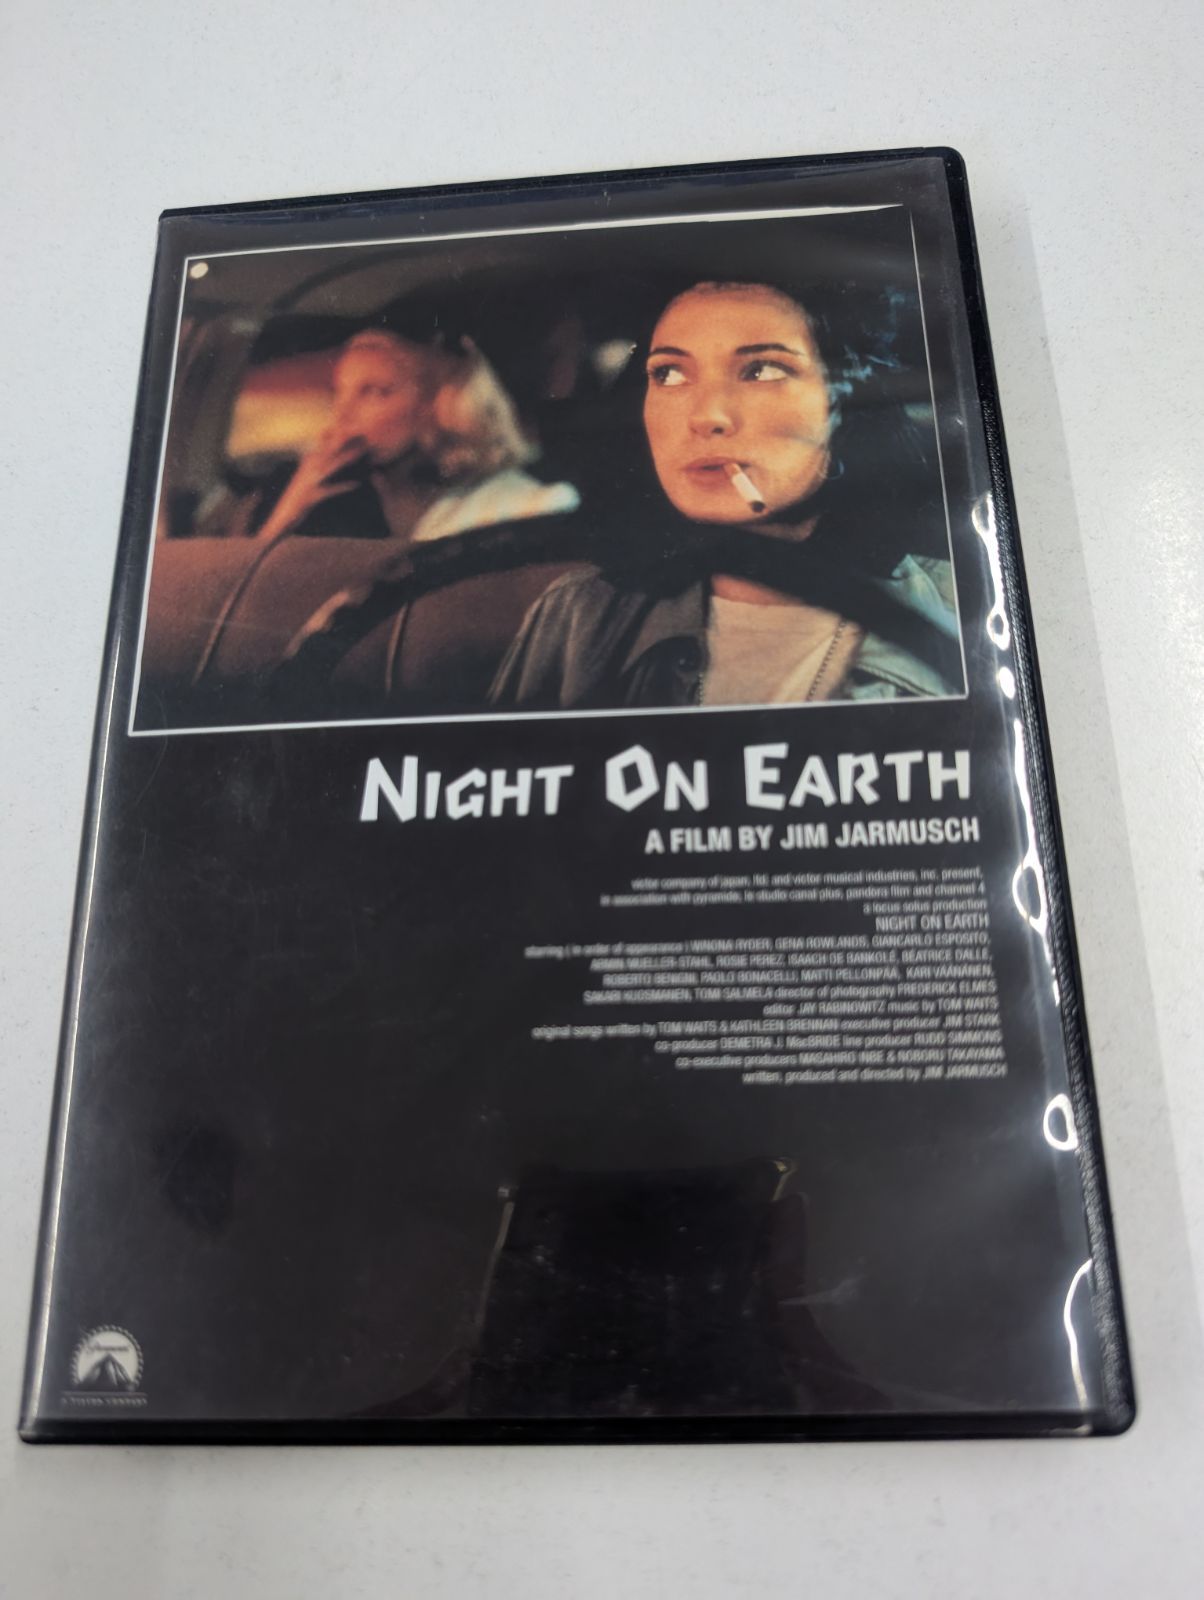 NIGHT ON EARTH
A FILM BY JIM JARMUSCH
victor company of japan, ltd. and victor musical industries, inc. present,
in association with pyramide, le studio canal plus, pandora film and channel 4
a locus solus production
NIGHT ON EARTH
starring ( in order of appearance ) WINONA RYDER, GENA ROWLANDS, GIANCARLO ESPOSITO,
ARMIN MUELLER-STAHL, ROSIE PEREZ, ISAACH DE BANKOLÉ, BÉATRICE DALLE,
ROBERTO BENIGNI, PAOLO BONACELLI, MATTI PELLONPÄÄ, KARI VÄÄNÄNEN,
SAKARI KUOSMANEN, TOMI SALMELA director of photography FREDERICK ELMES
editor JAY RABINOWITZ music by TOM WAITS
original songs written by TOM WAITS & KATHLEEN BRENNAN executive producer JIM STARK
co-producer DEMETRA J. MacBRIDE line producer RUDD SIMMONS
co-executive producers MASAHIRO INBE & NOBORU TAKAYAMA
written, produced and directed by JIM JARMUSCH
Paramount
A VIACOM COMPANY